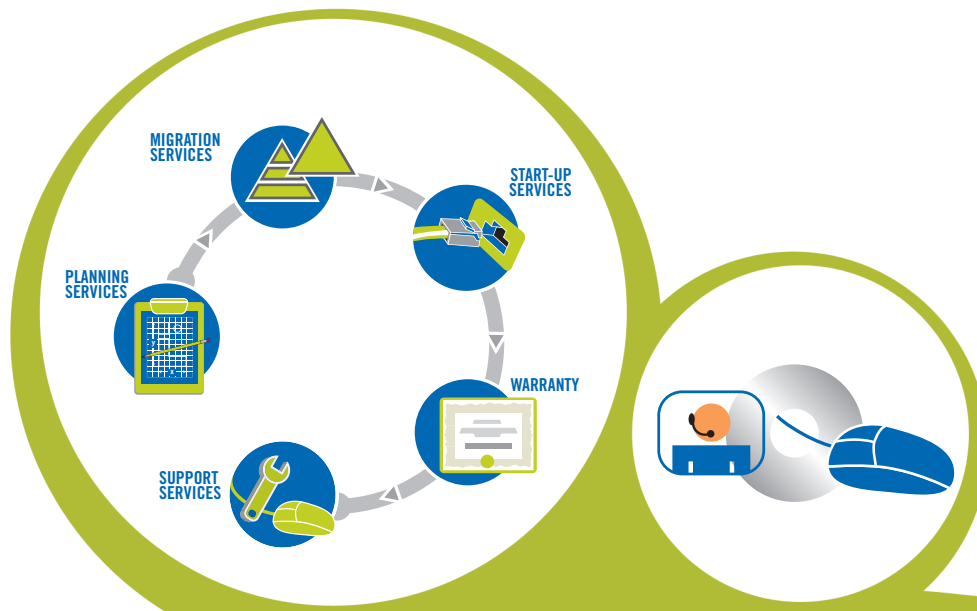 MIGRATION
SERVICES
START-UP
SERVICES
PLANNING
SERVICES
WARRANTY
SUPPORT
SERVICES